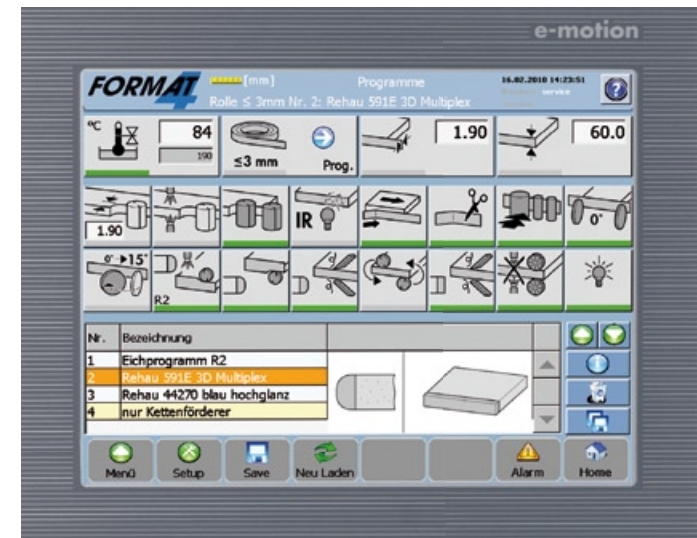 e-motion
FORMAT 4 [mm] Programme 16.02.2010 14:23:51
service
Rolle ≤ 3mm Nr. 2: Rehau 591E 3D Multiplex
°C 84 1.90 60.0
190 ≤3 mm Prog.
IR 0°
1.90
0° 15°
R2
Nr. Bezeichnung
1 Eichprogramm R2
2 Rehau 591E 3D Multiplex
3 Rehau 44270 blau hochglanz
4 nur Kettenförderer
Menü Setup Save Neu Laden Alarm Home